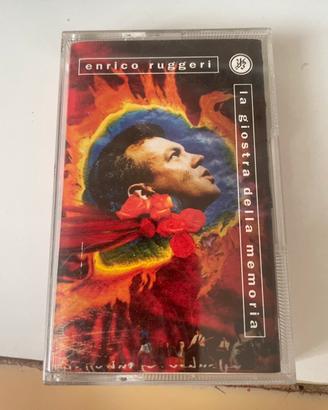 enrico ruggeri
la giostra della memoria